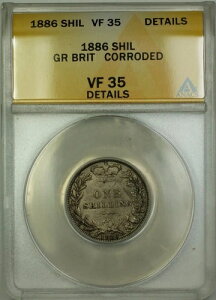 1886 SHIL VF 35 DETAILS
1886 SHIL
GR BRIT CORRODED
VF 35
DETAILS
ONE
SHILLING